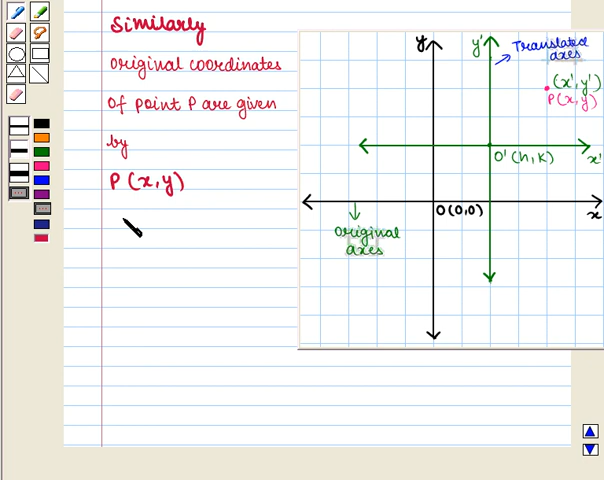 Similarly
original coordinates
of point P are given
by
P (x, y)
y
y'
Translated
axes
(x', y')
P(x, y)
O'(h, k)
x'
O(0,0)
x
original
axes